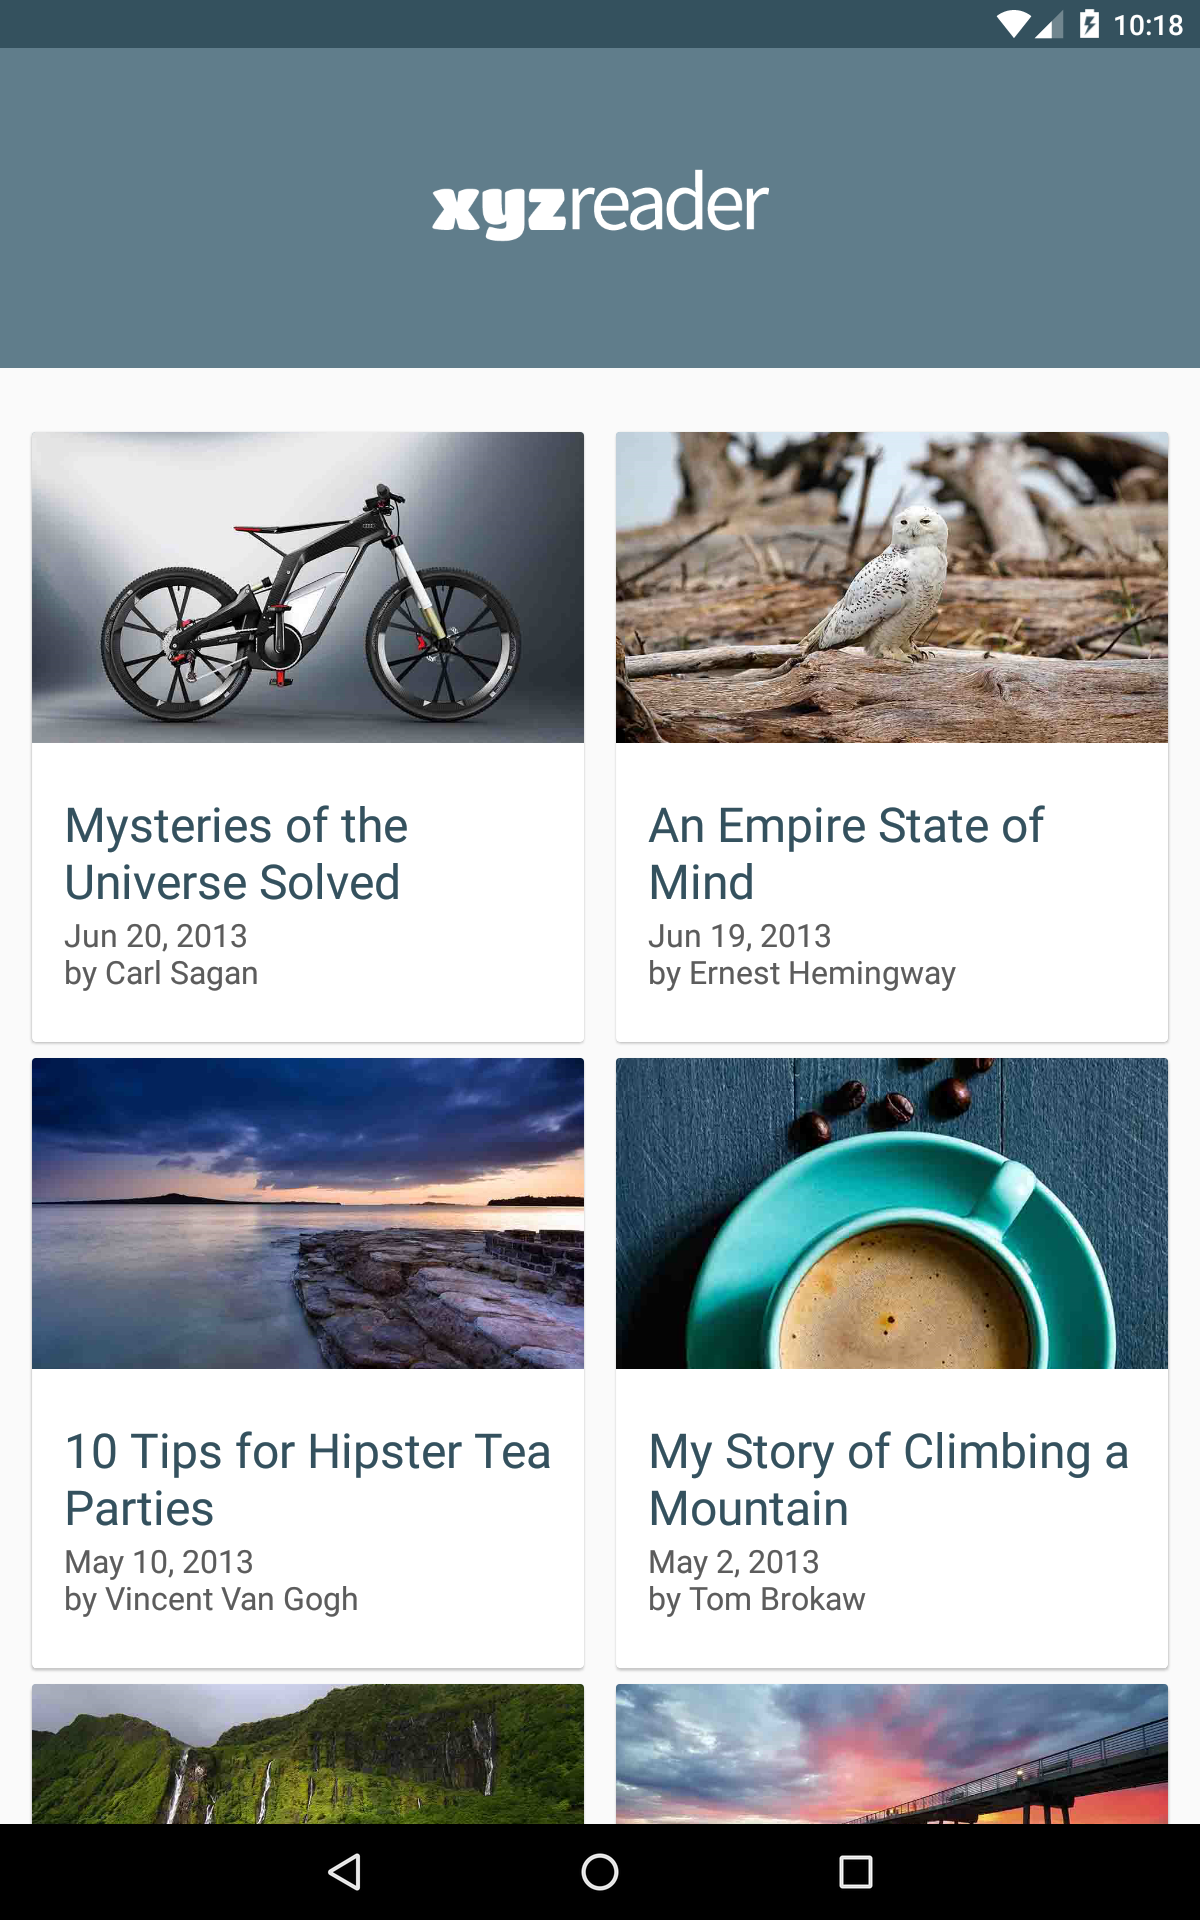 10:18
xyzreader
Mysteries of the
Universe Solved
Jun 20, 2013
by Carl Sagan
An Empire State of
Mind
Jun 19, 2013
by Ernest Hemingway
10 Tips for Hipster Tea
Parties
May 10, 2013
by Vincent Van Gogh
My Story of Climbing a
Mountain
May 2, 2013
by Tom Brokaw